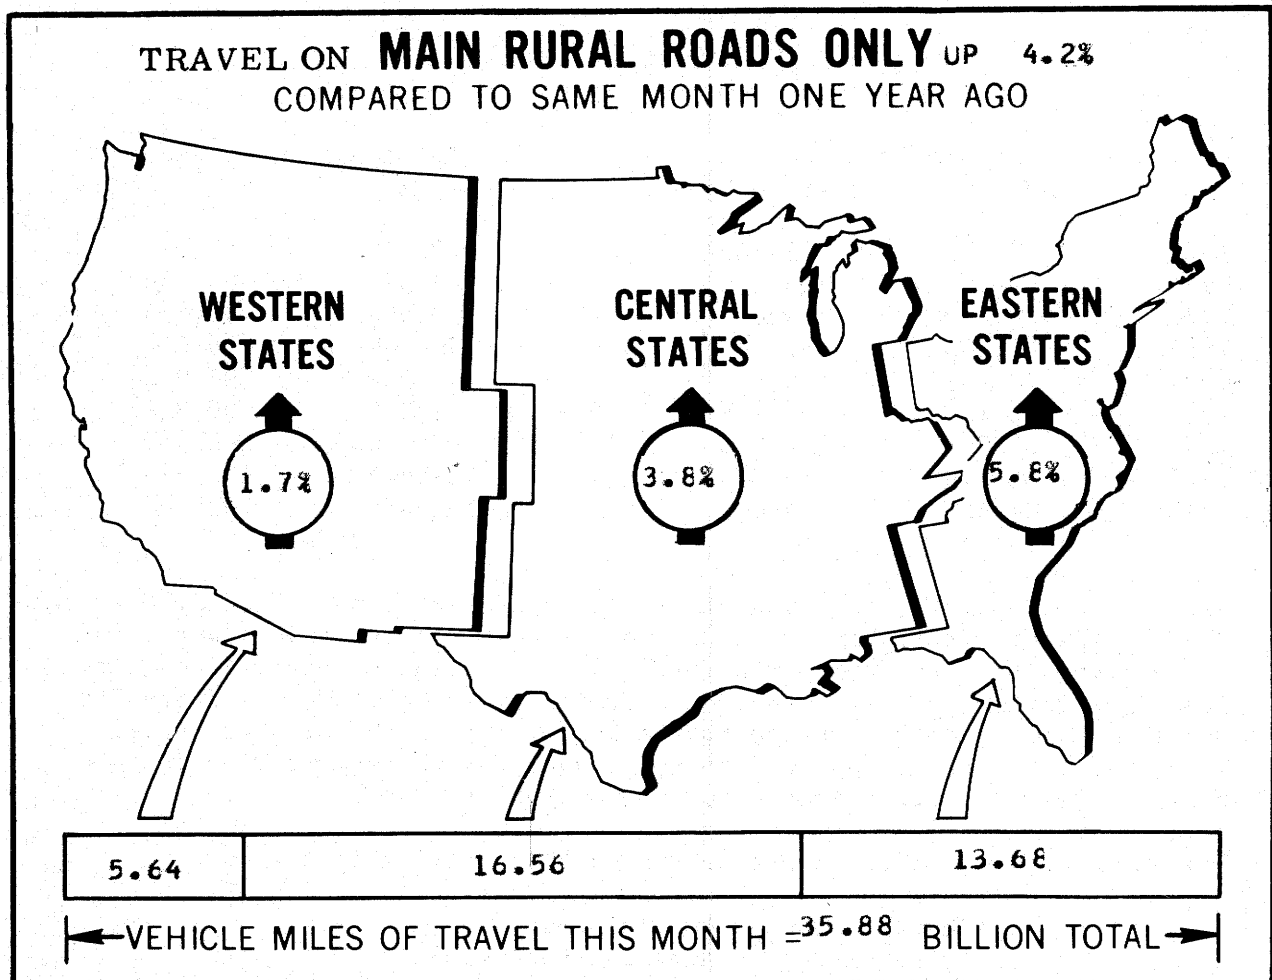 TRAVEL ON MAIN RURAL ROADS ONLY UP 4.2%
COMPARED TO SAME MONTH ONE YEAR AGO
WESTERN
STATES
1.7%
CENTRAL
STATES
3.8%
EASTERN
STATES
5.8%
5.64
16.56
13.68
VEHICLE MILES OF TRAVEL THIS MONTH = 35.88 BILLION TOTAL